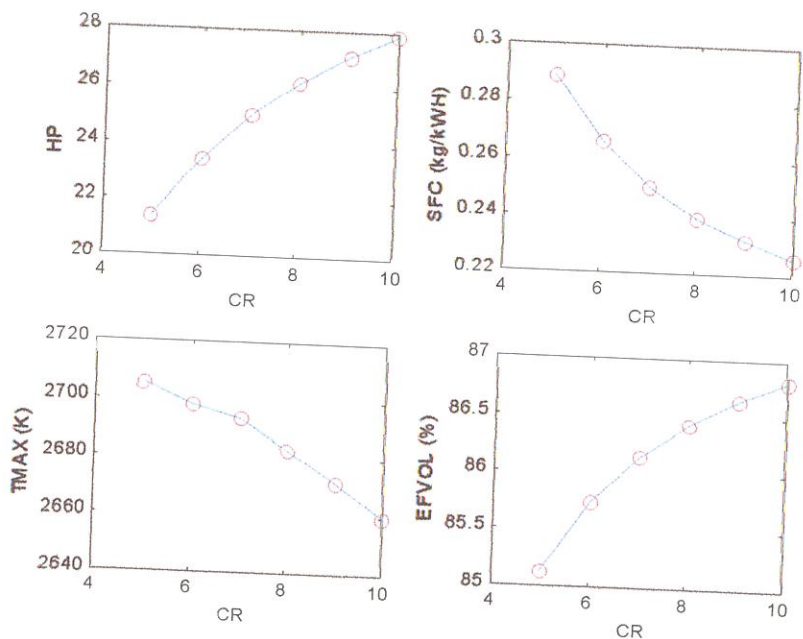 28
26
24
22
20
HP
4 6 8 10
CR
0.3
0.28
0.26
0.24
0.22
SFC (kg/kWH)
4 6 8 10
CR
2720
2700
2680
2660
2640
TMAX (K)
4 6 8 10
CR
87
86.5
86
85.5
85
EFVOL (%)
4 6 8 10
CR